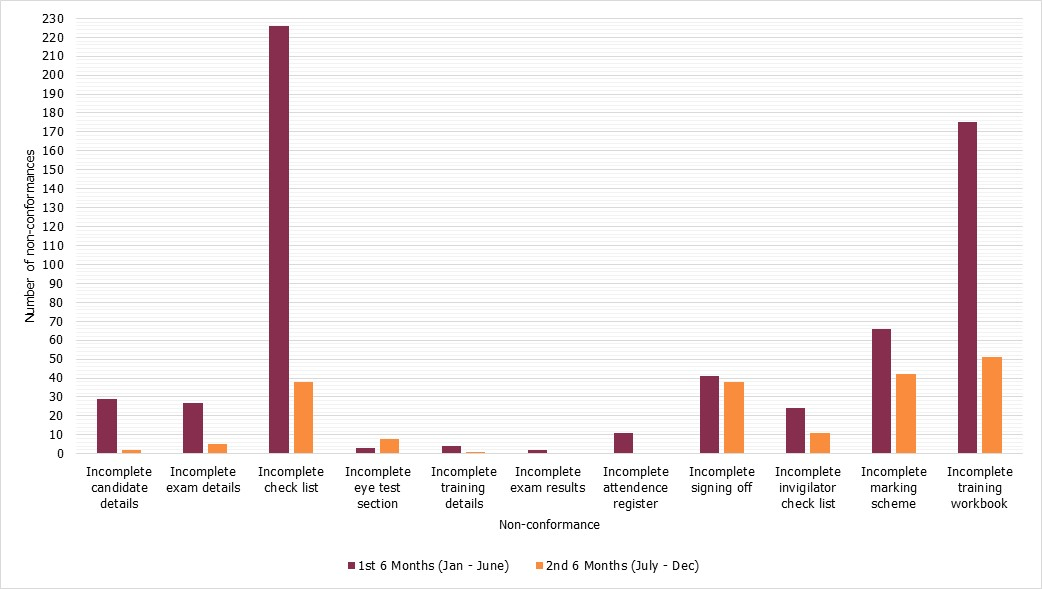 230
220
210
200
190
180
170
160
150
140
130
120
110
100
90
80
70
60
50
40
30
20
10
0
Number of non-conformances
Incomplete
candidate
details
Incomplete
exam details
Incomplete
check list
Incomplete
eye test
section
Incomplete
training
details
Incomplete
exam results
Incomplete
attendence
register
Incomplete
signing off
Incomplete
invigilator
check list
Incomplete
marking
scheme
Incomplete
training
workbook
Non-conformance
1st 6 Months (Jan - June)
2nd 6 Months (July - Dec)